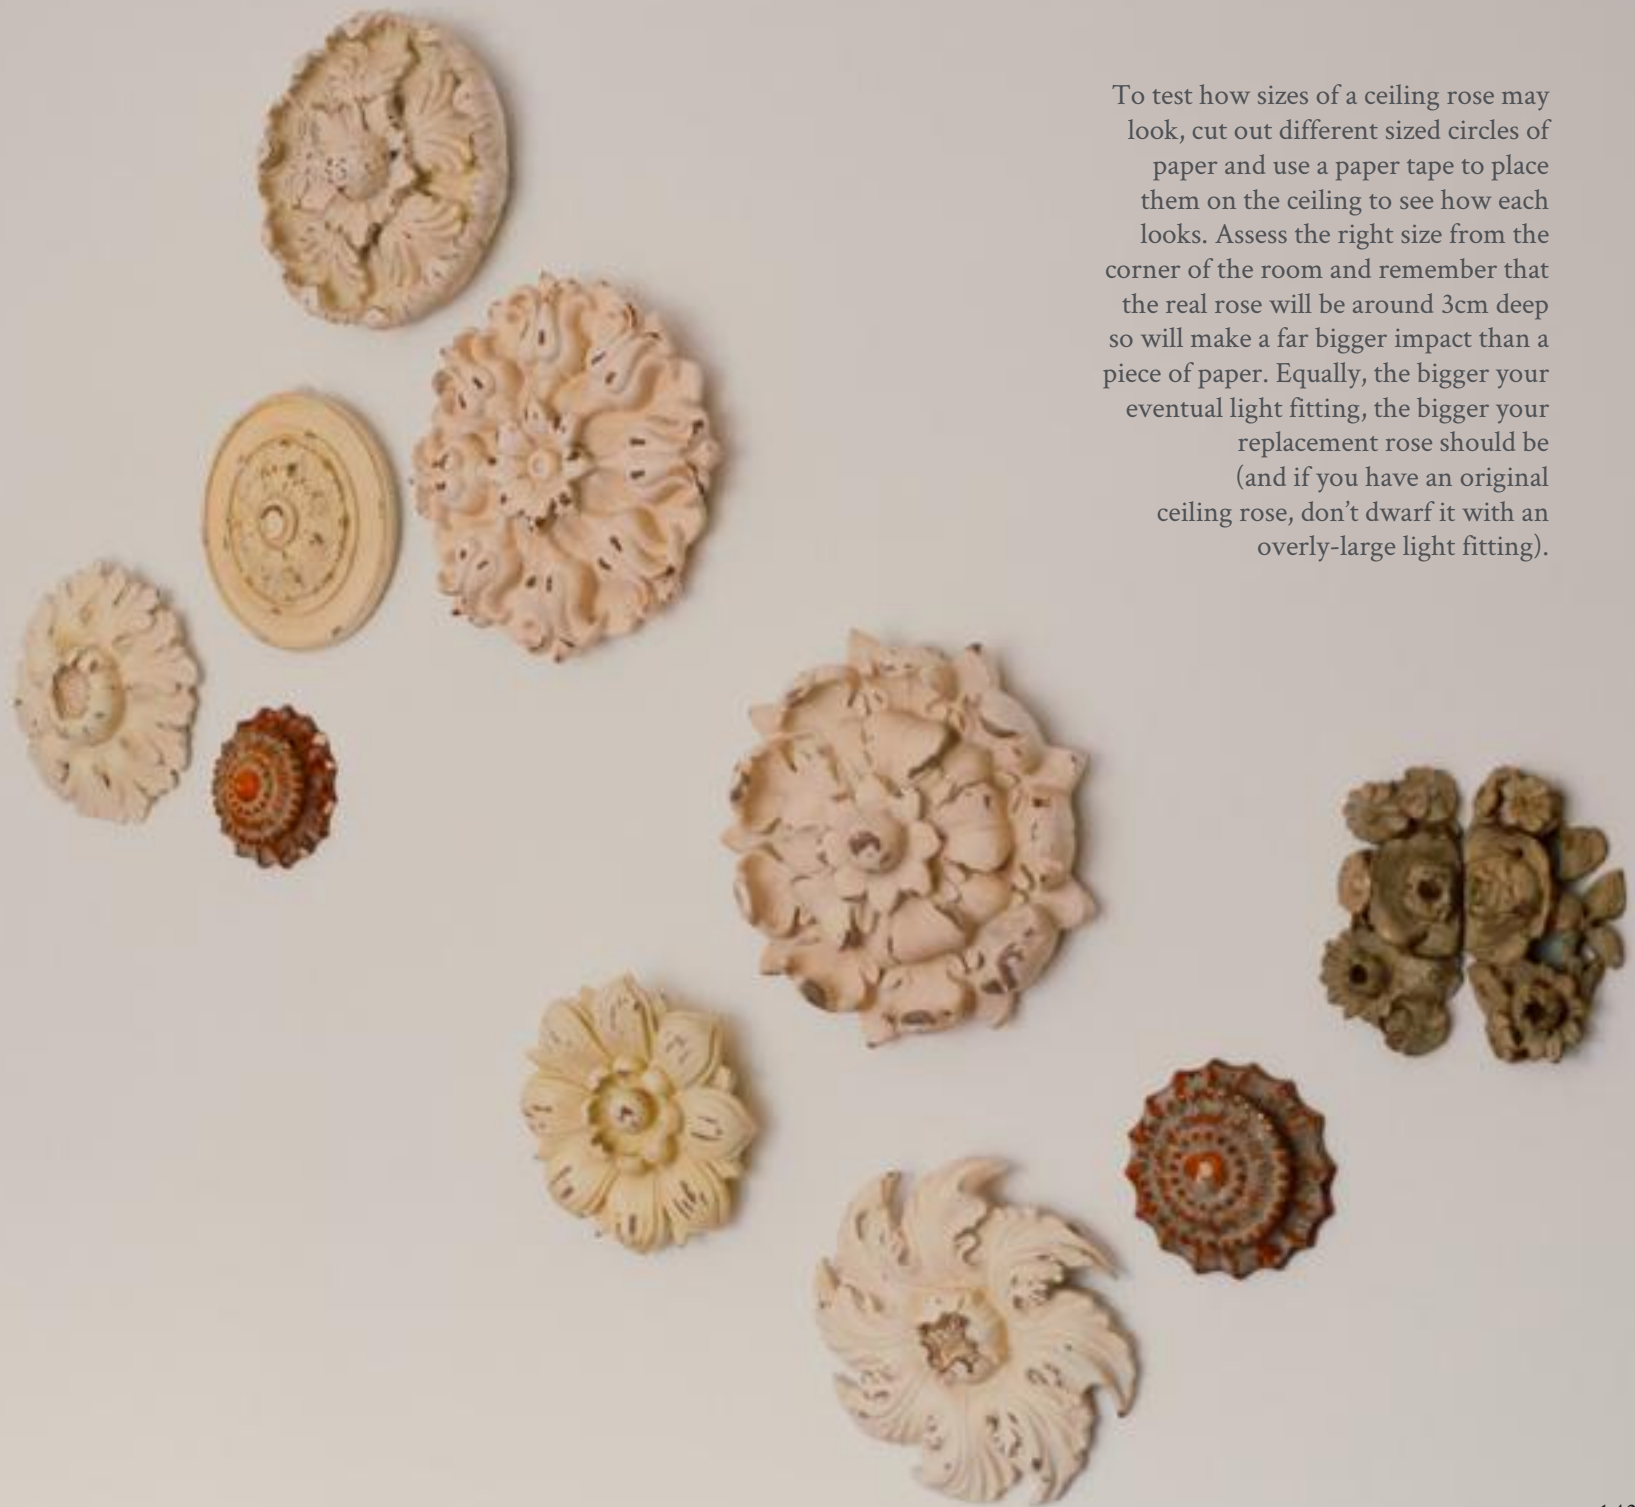 To test how sizes of a ceiling rose may
look, cut out different sized circles of
paper and use a paper tape to place
them on the ceiling to see how each
looks. Assess the right size from the
corner of the room and remember that
the real rose will be around 3cm deep
so will make a far bigger impact than a
piece of paper. Equally, the bigger your
eventual light fitting, the bigger your
replacement rose should be
(and if you have an original
ceiling rose, don’t dwarf it with an
overly-large light fitting).